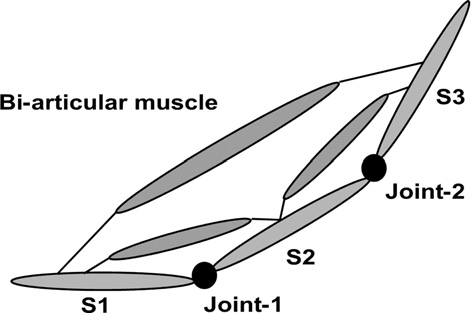 Bi-articular muscle
S3
Joint-2
S2
S1
Joint-1